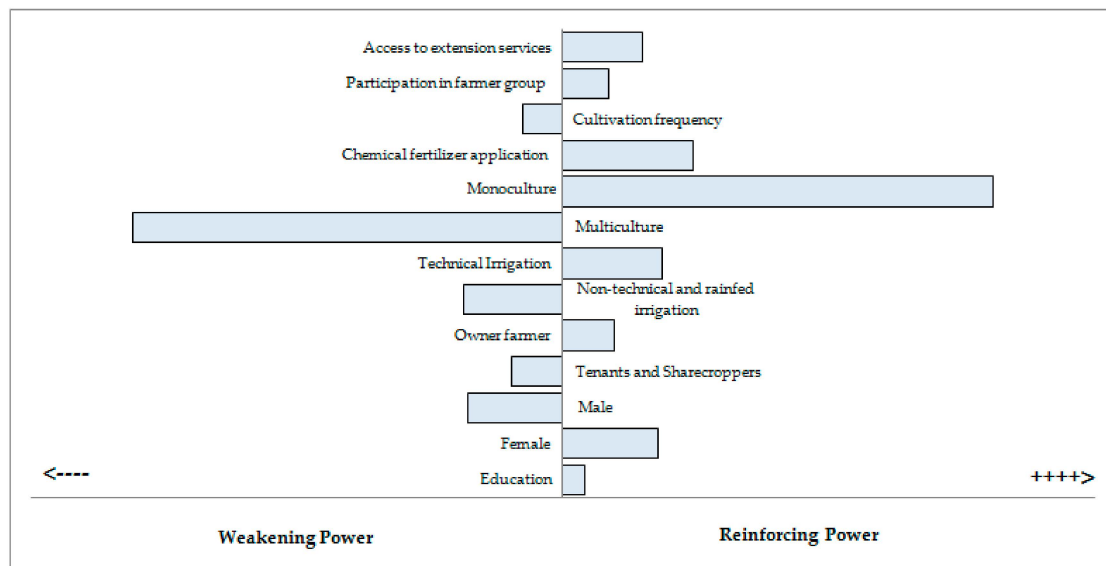 Access to extension services
Participation in farmer group
Cultivation frequency
Chemical fertilizer application
Monoculture
Multiculture
Technical Irrigation
Non-technical and rainfed
irrigation
Owner farmer
Tenants and Sharecroppers
Male
Female
Education
<----
++++>
Weakening Power
Reinforcing Power